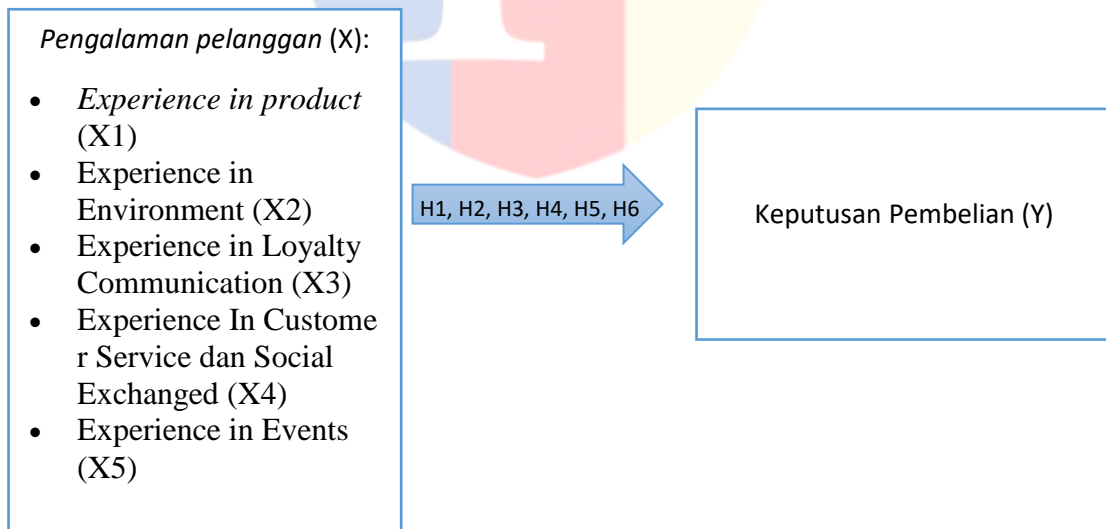 Pengalaman pelanggan (X):
• Experience in product
(X1)
• Experience in
Environment (X2)
• Experience in Loyalty
Communication (X3)
• Experience In Custome
r Service dan Social
Exchanged (X4)
• Experience in Events
(X5)
H1, H2, H3, H4, H5, H6
Keputusan Pembelian (Y)